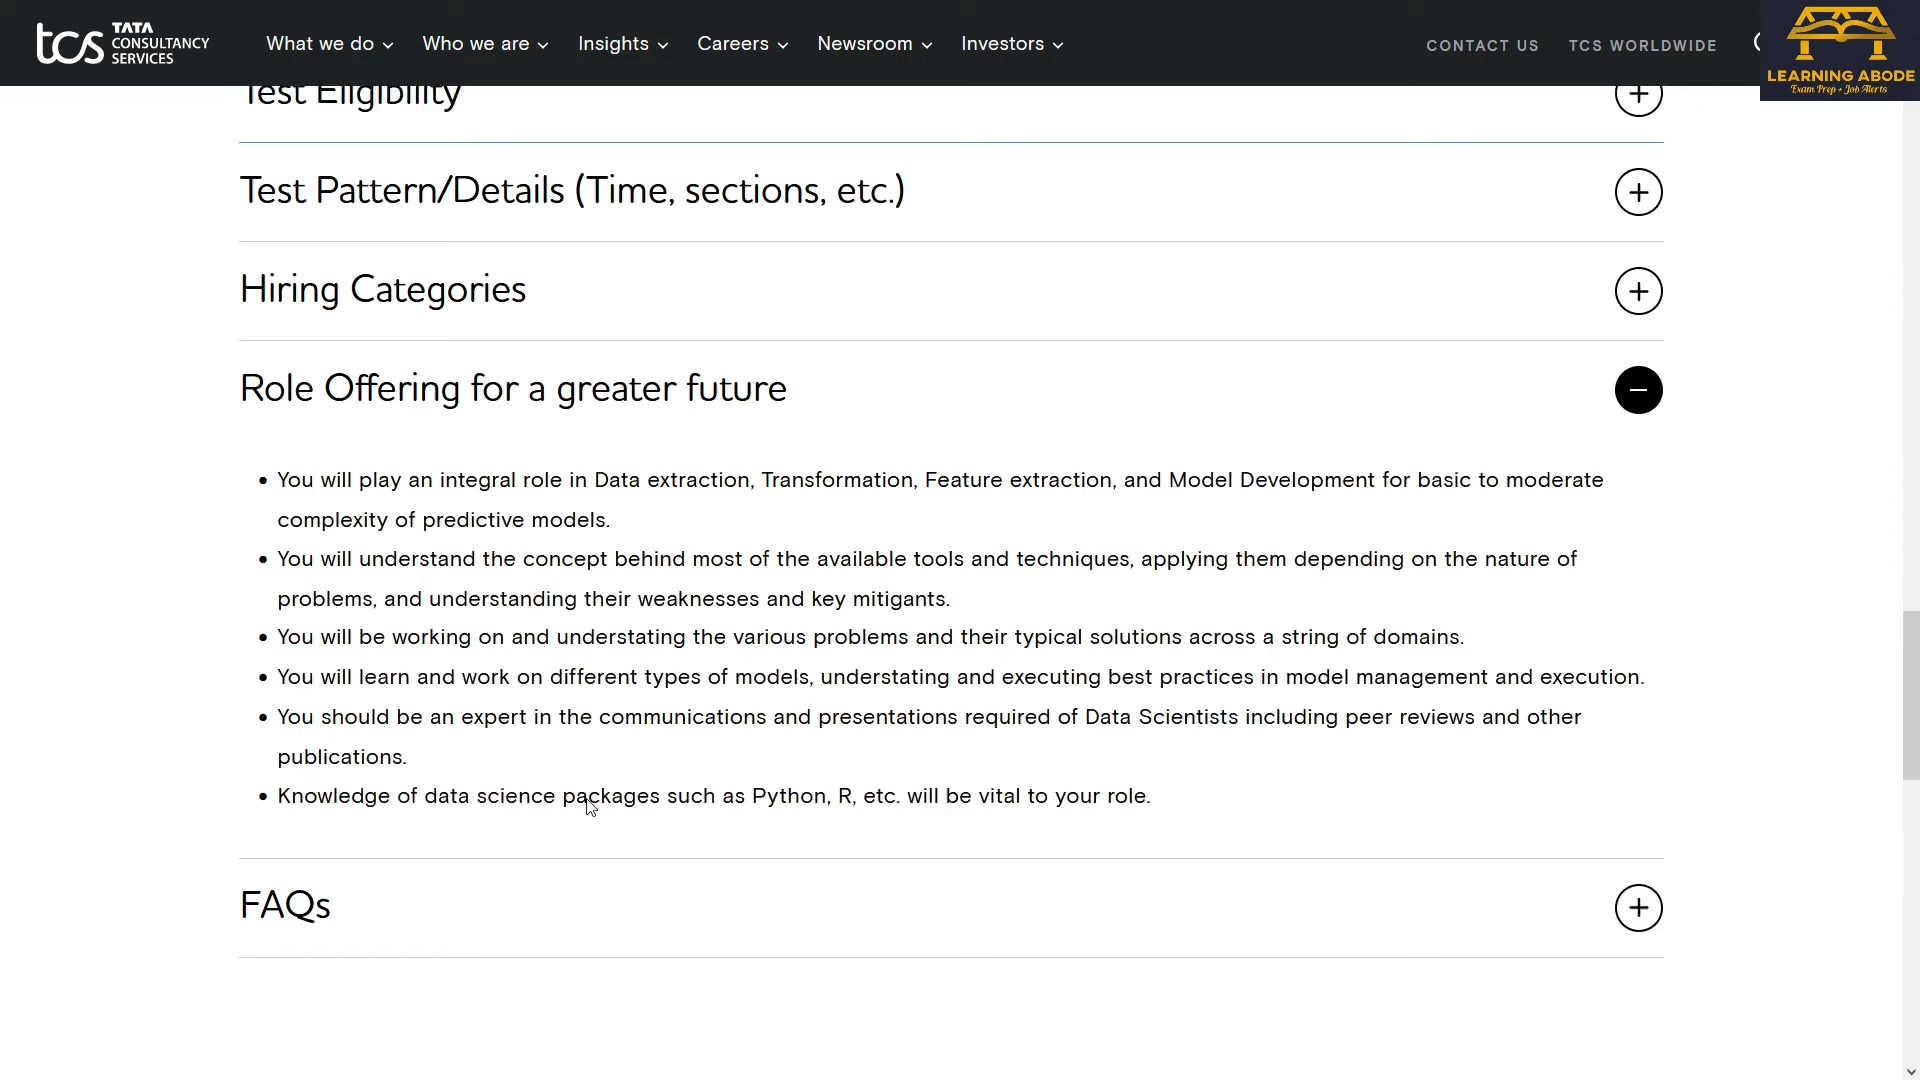 tcs TATA
CONSULTANCY
SERVICES
What we do
Who we are
Insights
Careers
Newsroom
Investors
CONTACT US
TCS WORLDWIDE
LEARNING ABODE
Exam Prep + Job Alerts
Test Eligibility
Test Pattern/Details (Time, sections, etc.)
Hiring Categories
Role Offering for a greater future
• You will play an integral role in Data extraction, Transformation, Feature extraction, and Model Development for basic to moderate
complexity of predictive models.
• You will understand the concept behind most of the available tools and techniques, applying them depending on the nature of
problems, and understanding their weaknesses and key mitigants.
• You will be working on and understating the various problems and their typical solutions across a string of domains.
• You will learn and work on different types of models, understating and executing best practices in model management and execution.
• You should be an expert in the communications and presentations required of Data Scientists including peer reviews and other
publications.
• Knowledge of data science packages such as Python, R, etc. will be vital to your role.
FAQs